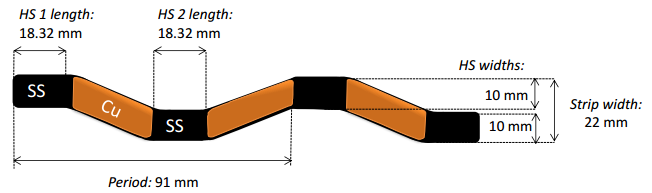 HS 1 length:
18.32 mm
HS 2 length:
18.32 mm
HS widths:
SS
Cu
SS
10 mm
10 mm
Strip width:
22 mm
Period: 91 mm